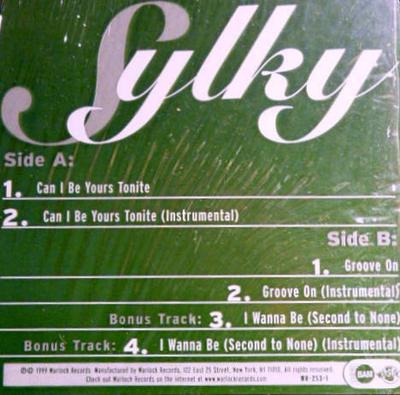 Sylky
Side A:
1. Can I Be Yours Tonite
2. Can I Be Yours Tonite (Instrumental)
Side B:
1. Groove On
2. Groove On (Instrumental)
Bonus Track: 3. I Wanna Be (Second to None)
Bonus Track: 4. I Wanna Be (Second to None) (Instrumental)
℗© 1999 Warlock Records. Manufactured by Warlock Records, 122 East 25 Street, New York, NY 11010. All rights reserved.
Check out Warlock Records on the internet at www.warlockrecords.com WR-253-1